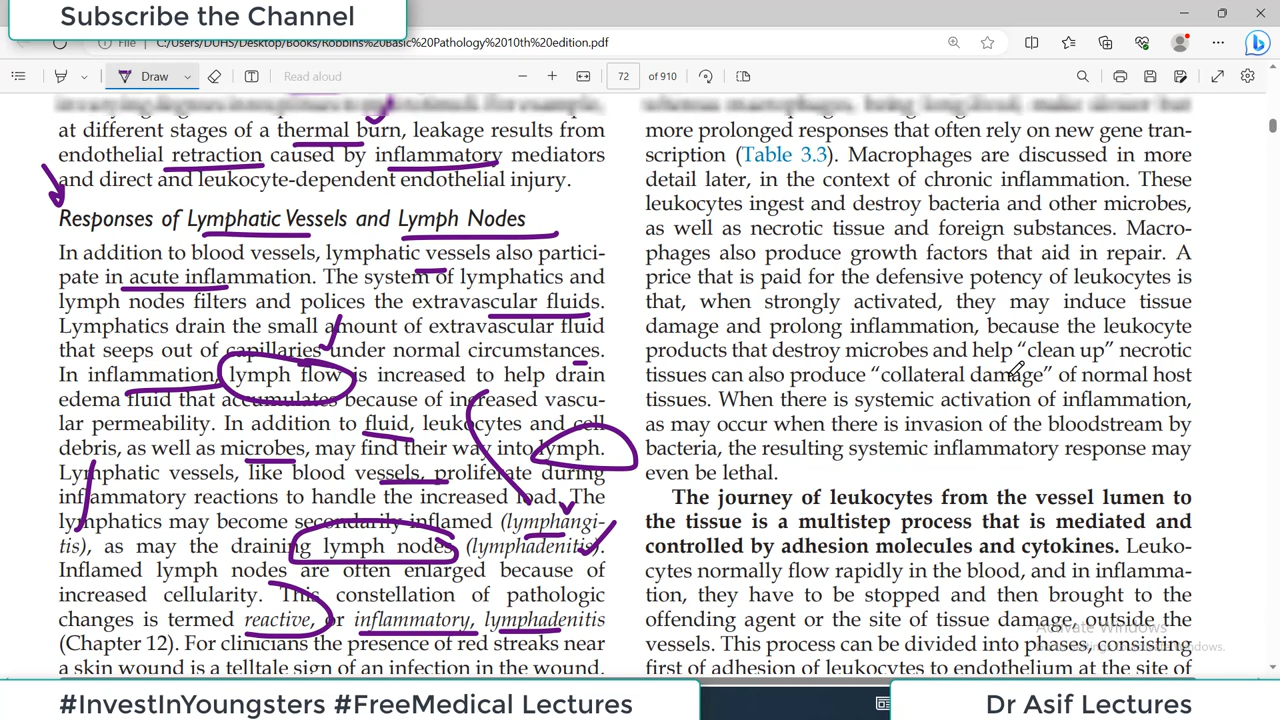 Subscribe the Channel
File
C:/Users/DUHS/Desktop/Books/Robbins%20Basic%20Pathology%2010th%20edition.pdf
Draw
Read aloud
72
of 910
at different stages of a thermal burn, leakage results from
endothelial retraction caused by inflammatory mediators
and direct and leukocyte-dependent endothelial injury.
Responses of Lymphatic Vessels and Lymph Nodes
In addition to blood vessels, lymphatic vessels also partici-
pate in acute inflammation. The system of lymphatics and
lymph nodes filters and polices the extravascular fluids.
Lymphatics drain the small amount of extravascular fluid
that seeps out of capillaries under normal circumstances.
In inflammation, lymph flow is increased to help drain
edema fluid that accumulates because of increased vascu-
lar permeability. In addition to fluid, leukocytes and cell
debris, as well as microbes, may find their way into lymph.
Lymphatic vessels, like blood vessels, proliferate during
inflammatory reactions to handle the increased load. The
lymphatics may become secondarily inflamed (lymphangi-
tis), as may the draining lymph nodes (lymphadenitis).
Inflamed lymph nodes are often enlarged because of
increased cellularity. This constellation of pathologic
changes is termed reactive, or inflammatory, lymphadenitis
(Chapter 12). For clinicians the presence of red streaks near
a skin wound is a telltale sign of an infection in the wound.
whereas macrophages, being long-lived, make slower but
more prolonged responses that often rely on new gene tran-
scription (Table 3.3). Macrophages are discussed in more
detail later, in the context of chronic inflammation. These
leukocytes ingest and destroy bacteria and other microbes,
as well as necrotic tissue and foreign substances. Macro-
phages also produce growth factors that aid in repair. A
price that is paid for the defensive potency of leukocytes is
that, when strongly activated, they may induce tissue
damage and prolong inflammation, because the leukocyte
products that destroy microbes and help “clean up” necrotic
tissues can also produce “collateral damage” of normal host
tissues. When there is systemic activation of inflammation,
as may occur when there is invasion of the bloodstream by
bacteria, the resulting systemic inflammatory response may
even be lethal.
The journey of leukocytes from the vessel lumen to
the tissue is a multistep process that is mediated and
controlled by adhesion molecules and cytokines. Leuko-
cytes normally flow rapidly in the blood, and in inflamma-
tion, they have to be stopped and then brought to the
offending agent or the site of tissue damage, outside the
vessels. This process can be divided into phases, consisting
first of adhesion of leukocytes to endothelium at the site of
Activate Windows
#InvestInYoungsters #FreeMedical Lectures
Dr Asif Lectures